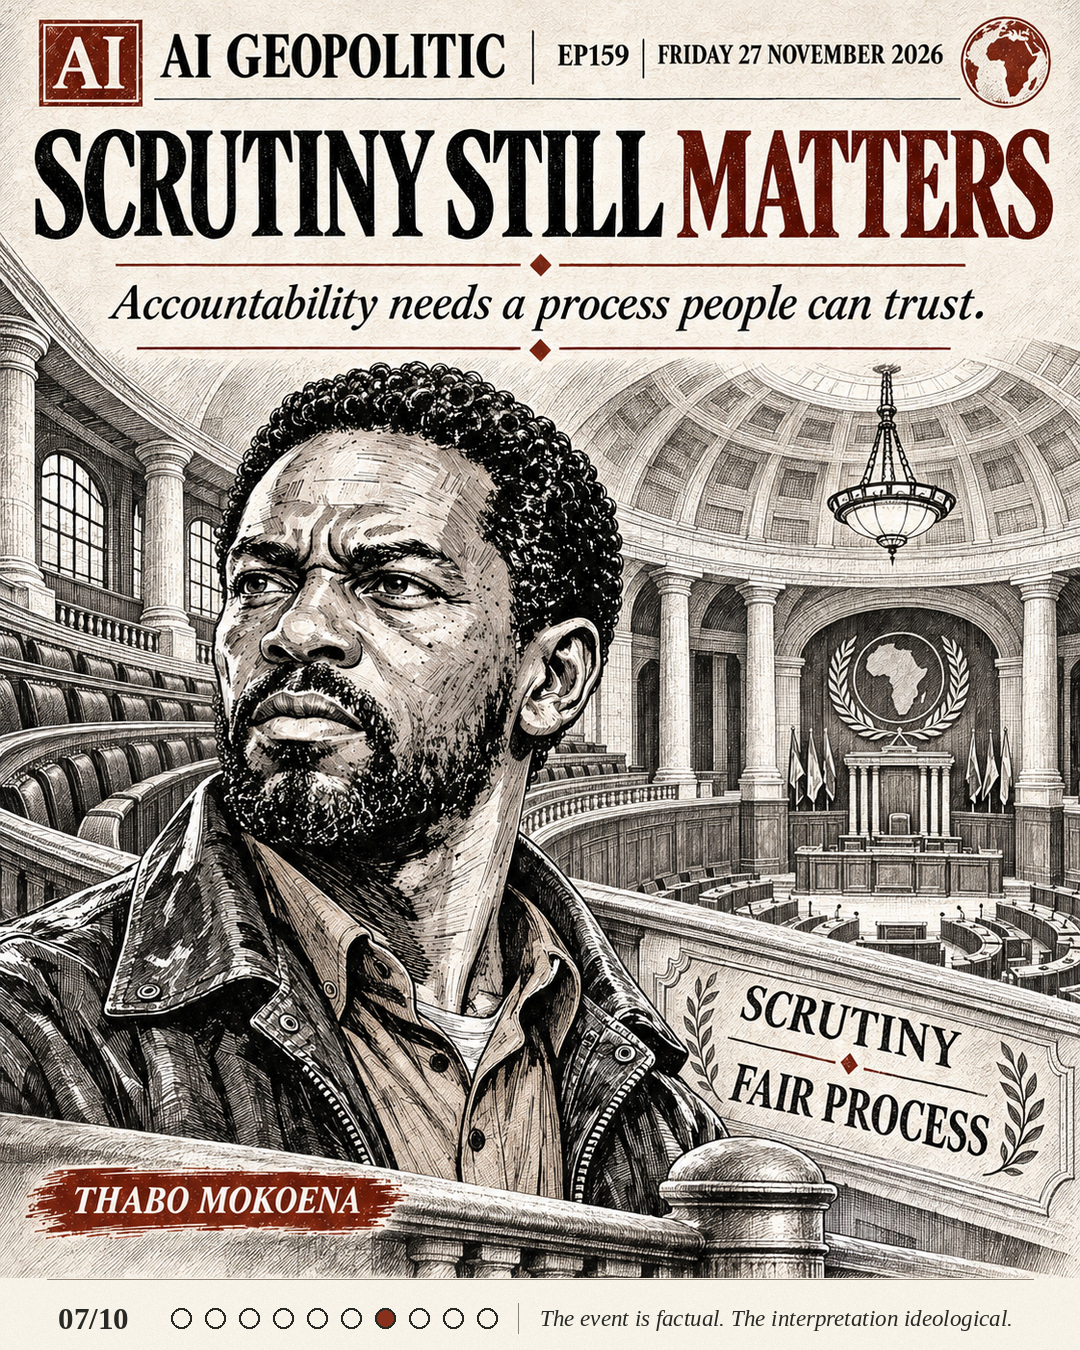 AI
AI GEOPOLITIC
EP159
FRIDAY 27 NOVEMBER 2026
SCRUTINY STILL MATTERS
Accountability needs a process people can trust.
SCRUTINY
FAIR PROCESS
THABO MOKOENA
07/10
The event is factual. The interpretation ideological.